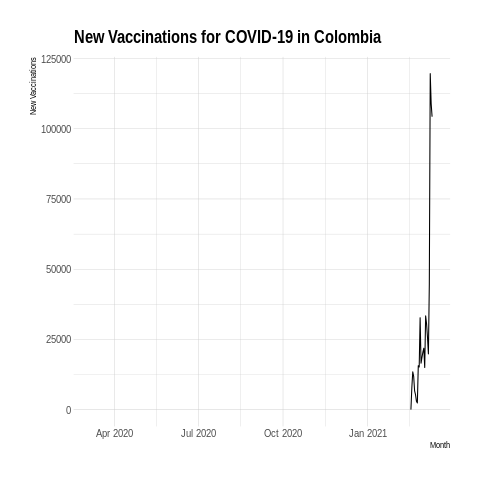 New Vaccinations for COVID-19 in Colombia
New Vaccinations
125000
100000
75000
50000
25000
0
Apr 2020 Jul 2020 Oct 2020 Jan 2021
Month